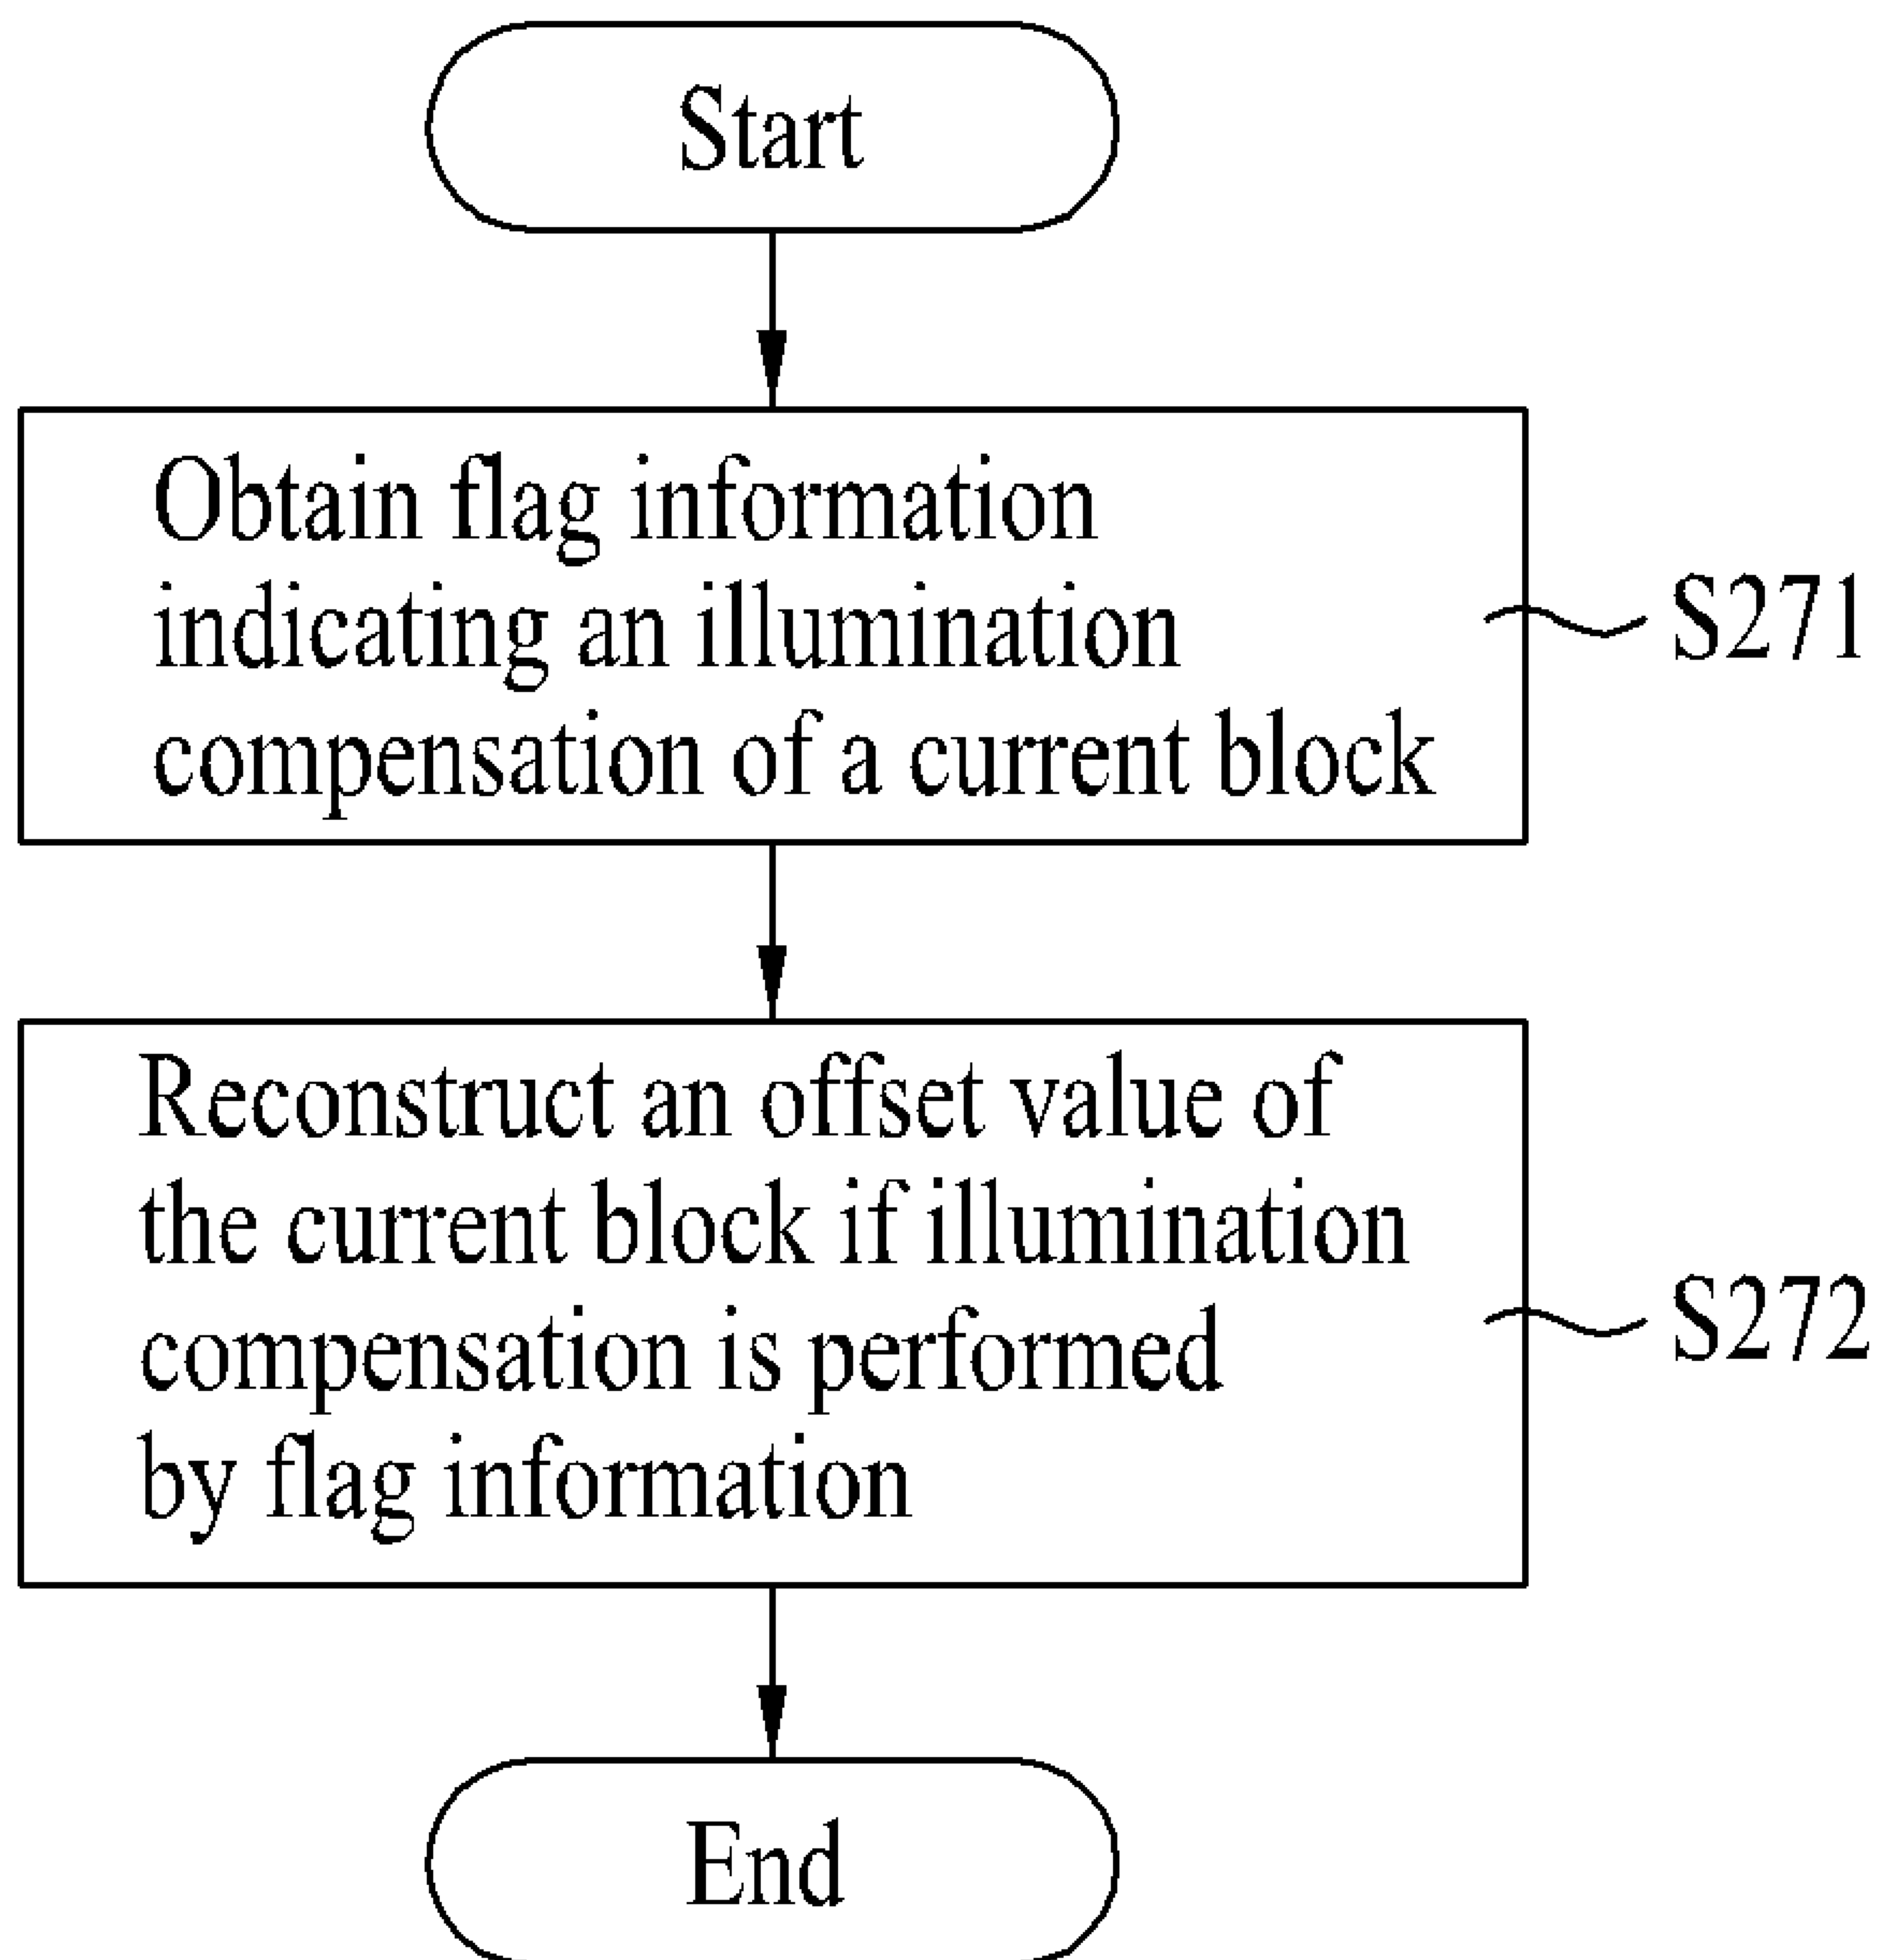 Start
Obtain flag information
indicating an illumination
compensation of a current block
S271
Reconstruct an offset value of
the current block if illumination
compensation is performed
by flag information
S272
End